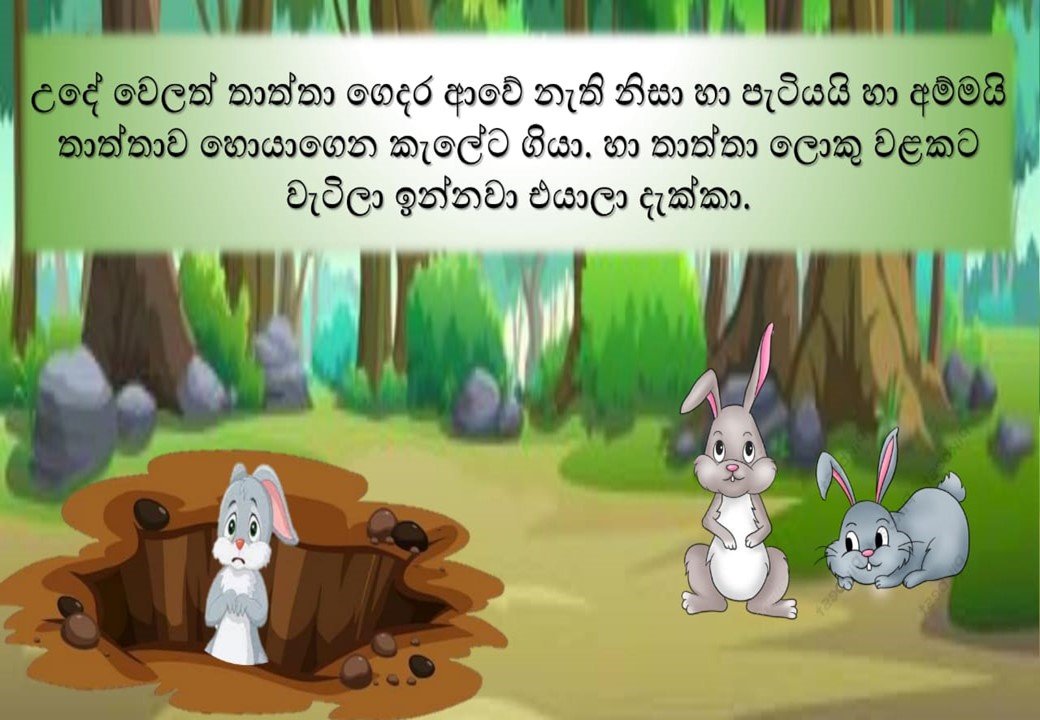 උදේ වෙලත් තාත්තා ගෙදර ආවේ නැති නිසා හා පැටියයි හා අම්මයි
තාත්තාව හොයාගෙන කැලේට ගියා. හා තාත්තා ලොකු වළකට
වැටිලා ඉන්නවා එයාලා දැක්කා.